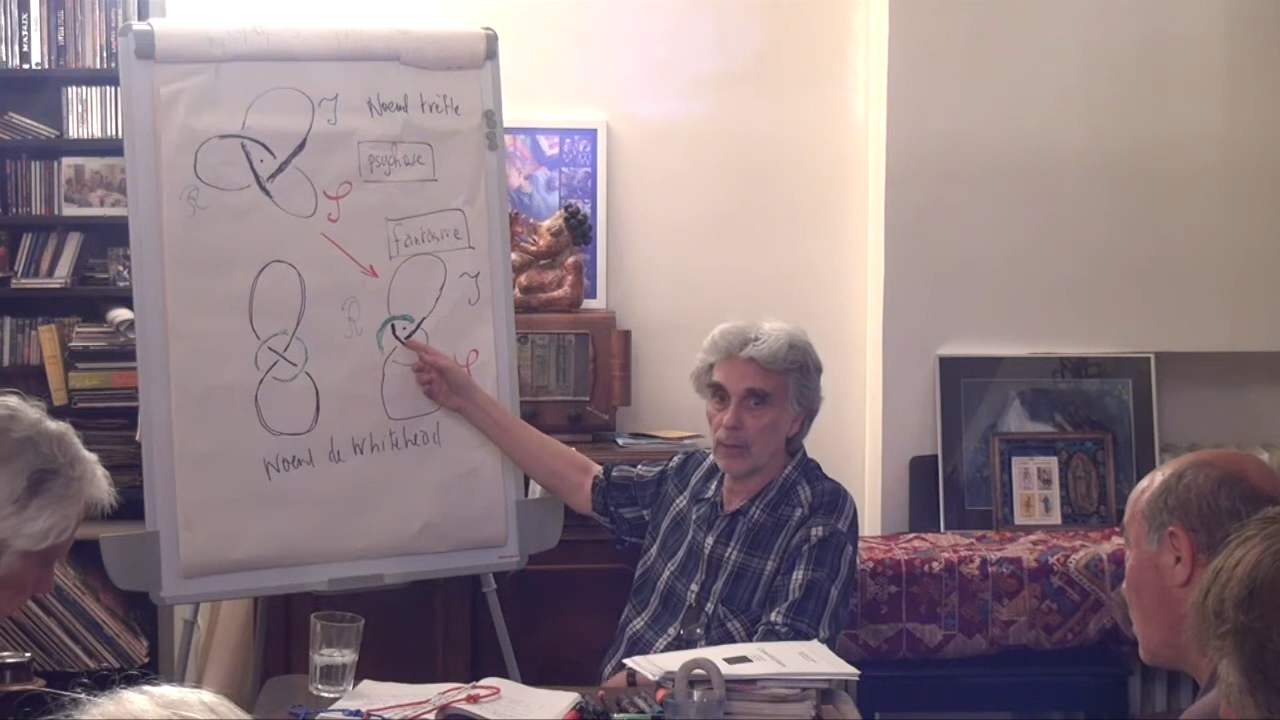 I
Noeud trèfle
psychose
R
S
fantasme
I
R
S
Noeud de Whitehead